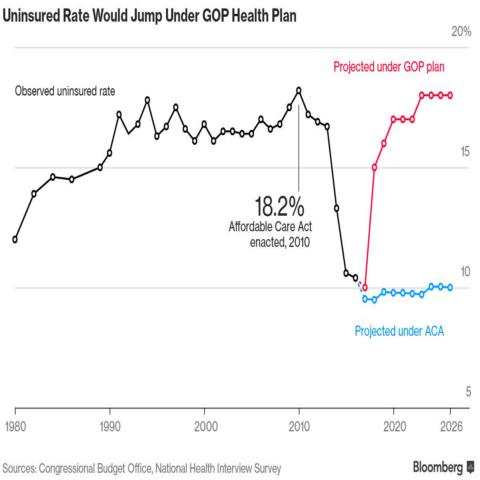 Uninsured Rate Would Jump Under GOP Health Plan
20%
Projected under GOP plan
Observed uninsured rate
15
18.2%
Affordable Care Act
enacted, 2010
10
Projected under ACA
5
1980 1990 2000 2010 2020 2026
Sources: Congressional Budget Office, National Health Interview Survey
Bloomberg